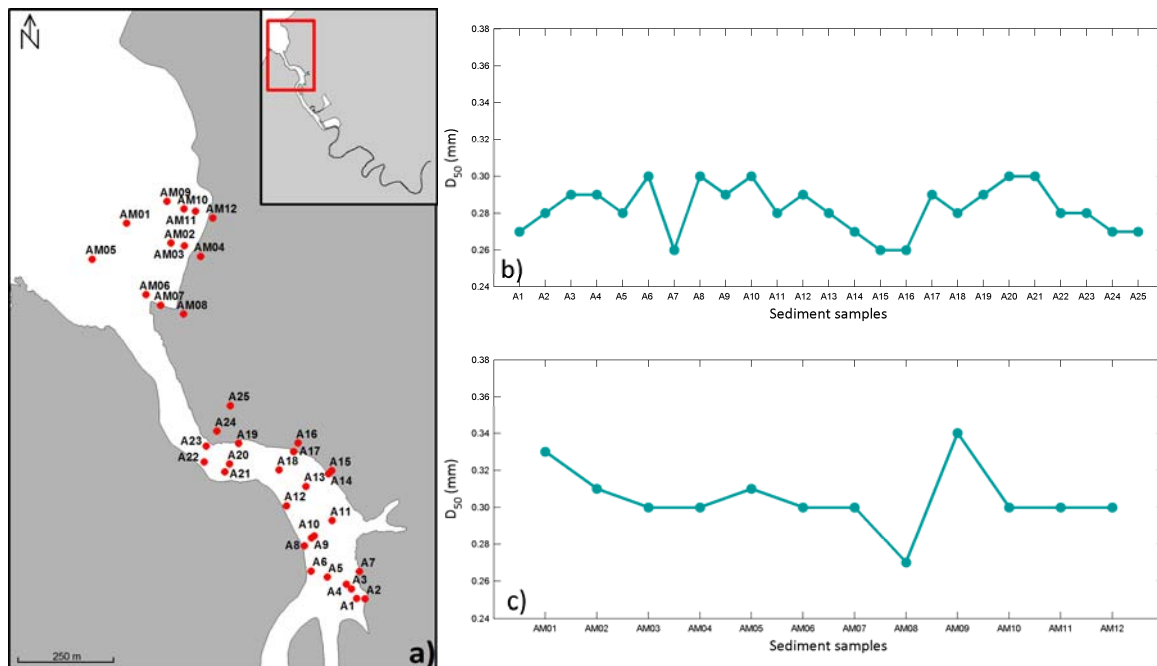 N
AM09
AM10
AM01
AM12
AM11
AM02
AM05
AM03
AM04
AM06
AM07
AM08
A25
A24
A19
A16
A23
A17
A20
A18
A15
A22
A21
A13
A14
A12
A11
A10
A8
A9
A6
A5
A7
A3
A4
A2
A1
250 m
a)
0.38
0.36
0.34
0.32
0.30
0.28
0.26
0.24
D50 (mm)
b)
A1 A2 A3 A4 A5 A6 A7 A8 A9 A10 A11 A12 A13 A14 A15 A16 A17 A18 A19 A20 A21 A22 A23 A24 A25
Sediment samples
0.38
0.36
0.34
0.32
0.30
0.28
0.26
0.24
D50 (mm)
c)
AM01 AM02 AM03 AM04 AM05 AM06 AM07 AM08 AM09 AM10 AM11 AM12
Sediment samples